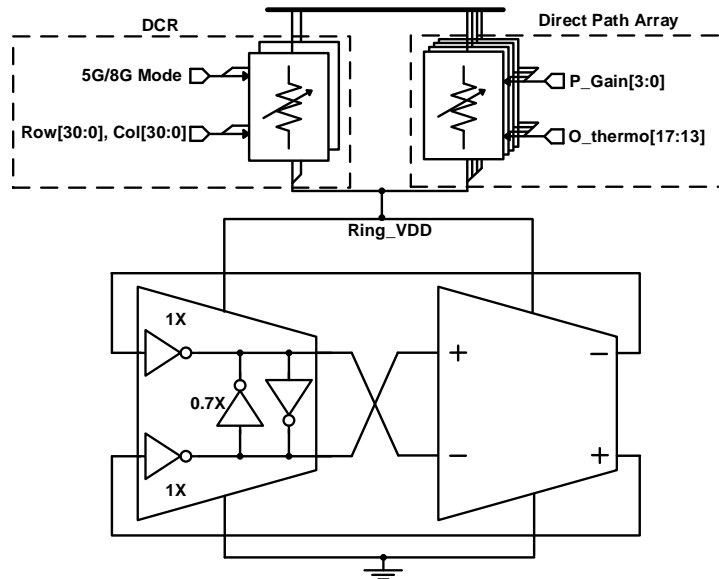 DCR
Direct Path Array
5G/8G Mode
P_Gain[3:0]
Row[30:0], Col[30:0]
O_thermo[17:13]
Ring_VDD
1X
+
−
0.7X
−
+
1X